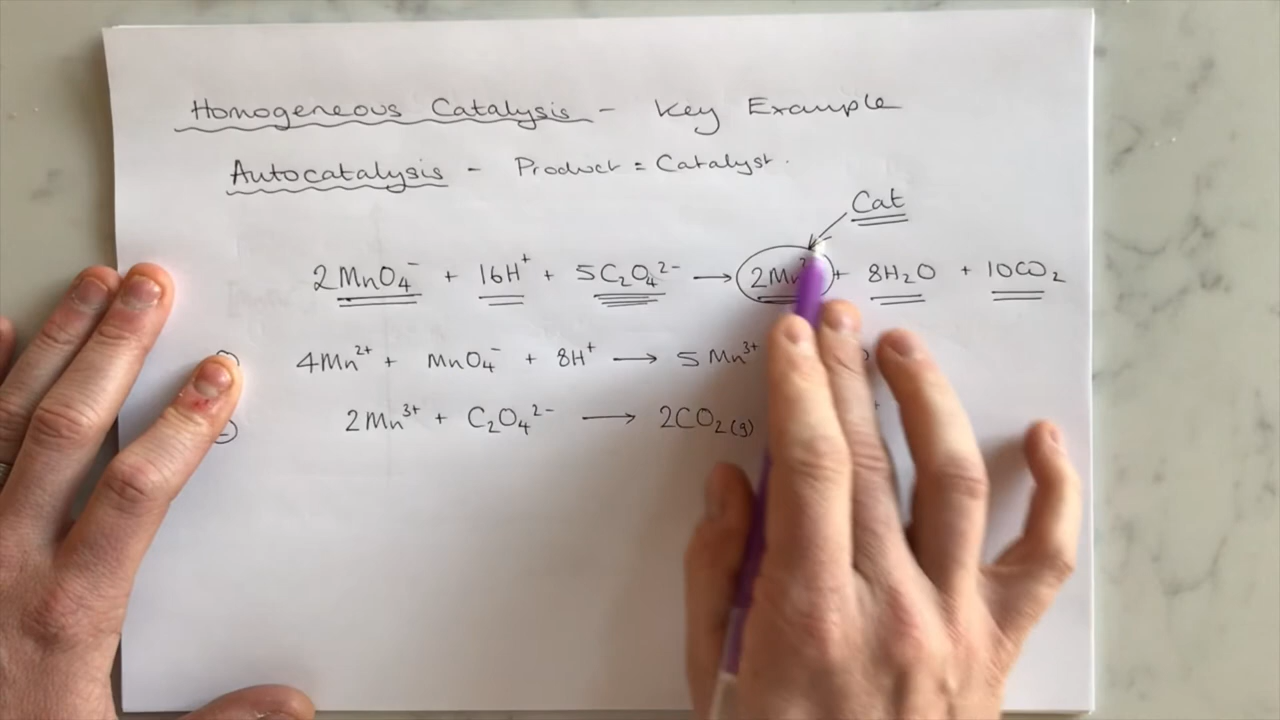 Homogeneous Catalysis - Key Example
Autocatalysis - Product = Catalyst.
Cat
2MnO₄⁻ + 16H⁺ + 5C₂O₄²⁻ → 2Mn + 8H₂O + 10CO₂
4Mn²⁺ + MnO₄⁻ + 8H⁺ → 5Mn³⁺
2Mn³⁺ + C₂O₄²⁻ → 2CO₂(g)